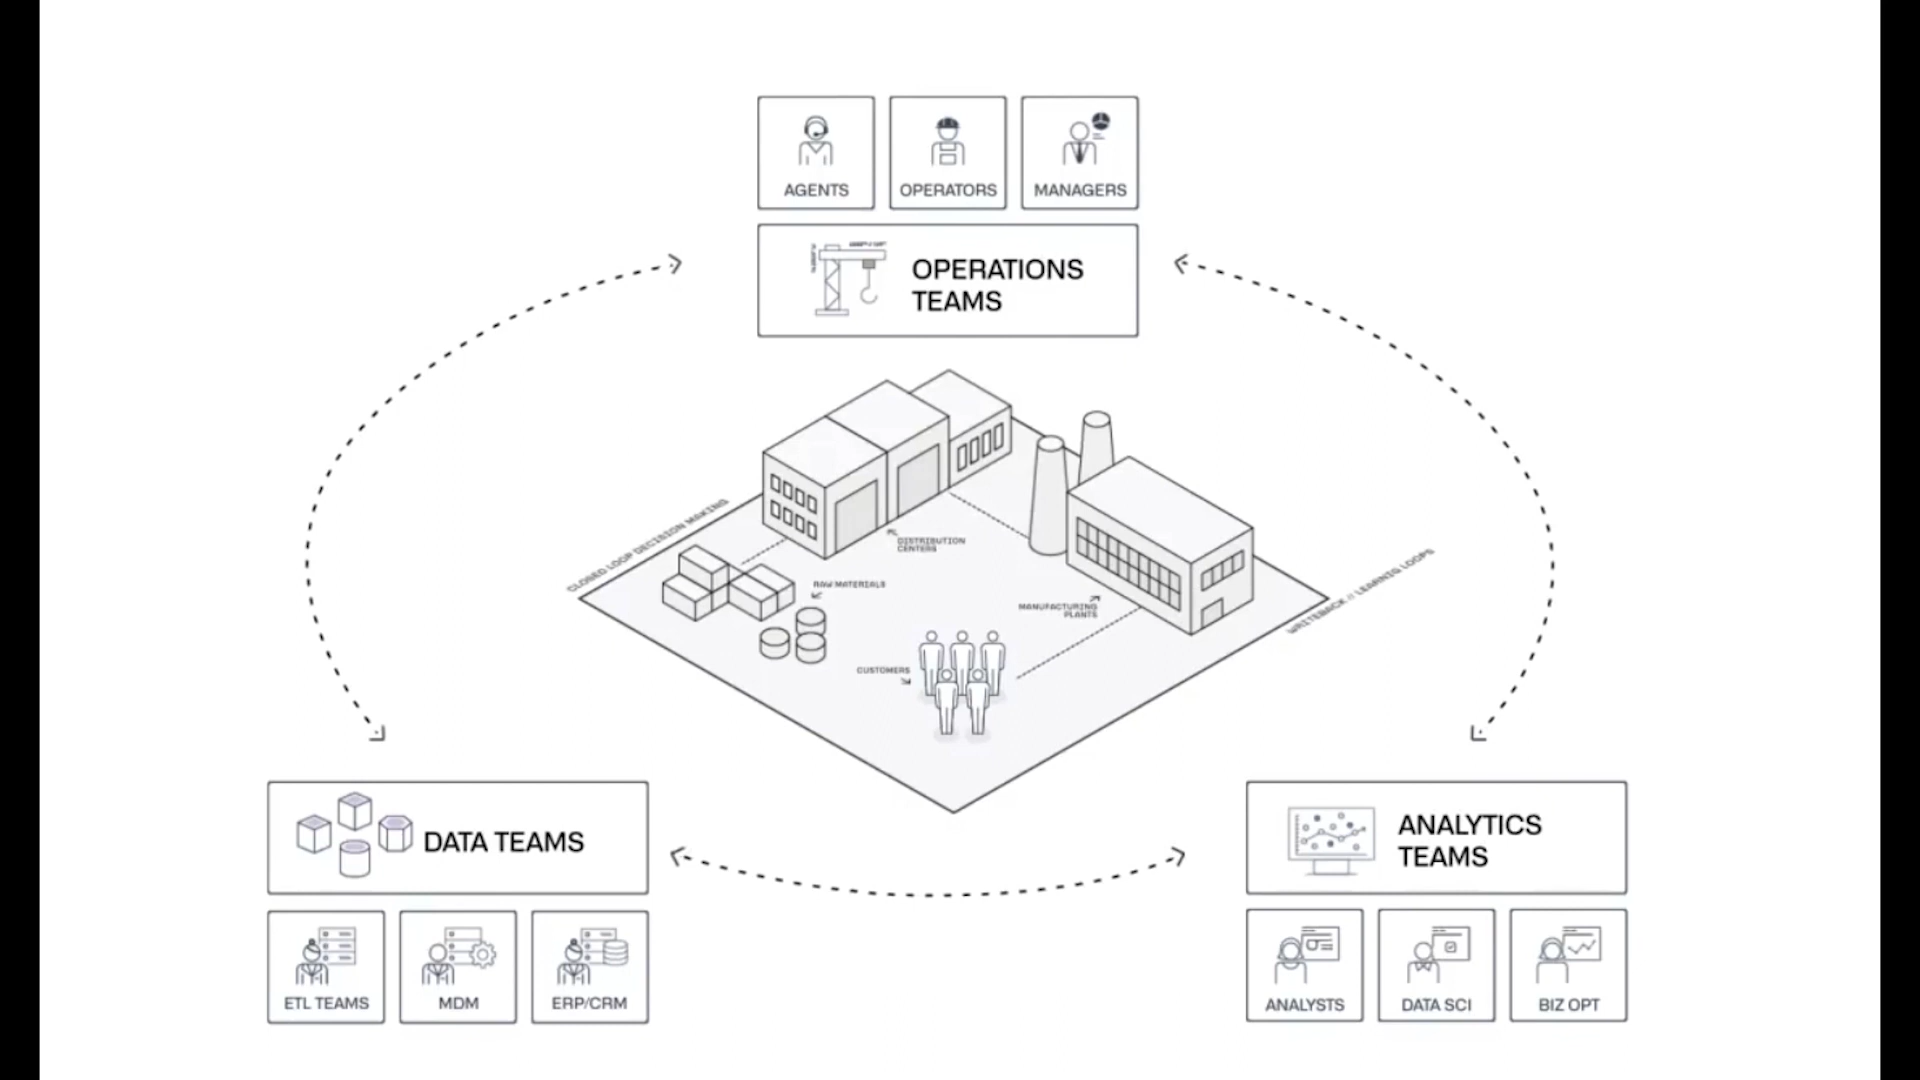 AGENTS
OPERATORS
MANAGERS
OPERATIONS
TEAMS
CLOSED LOOP DECISION MAKING
DISTRIBUTION
CENTERS
RAW MATERIALS
MANUFACTURING
PLANTS
WRITEBACK // LEARNIG LOOPS
CUSTOMERS
DATA TEAMS
ETL TEAMS
MDM
ERP/CRM
ANALYTICS
TEAMS
ANALYSTS
DATA SCI
BIZ OPT